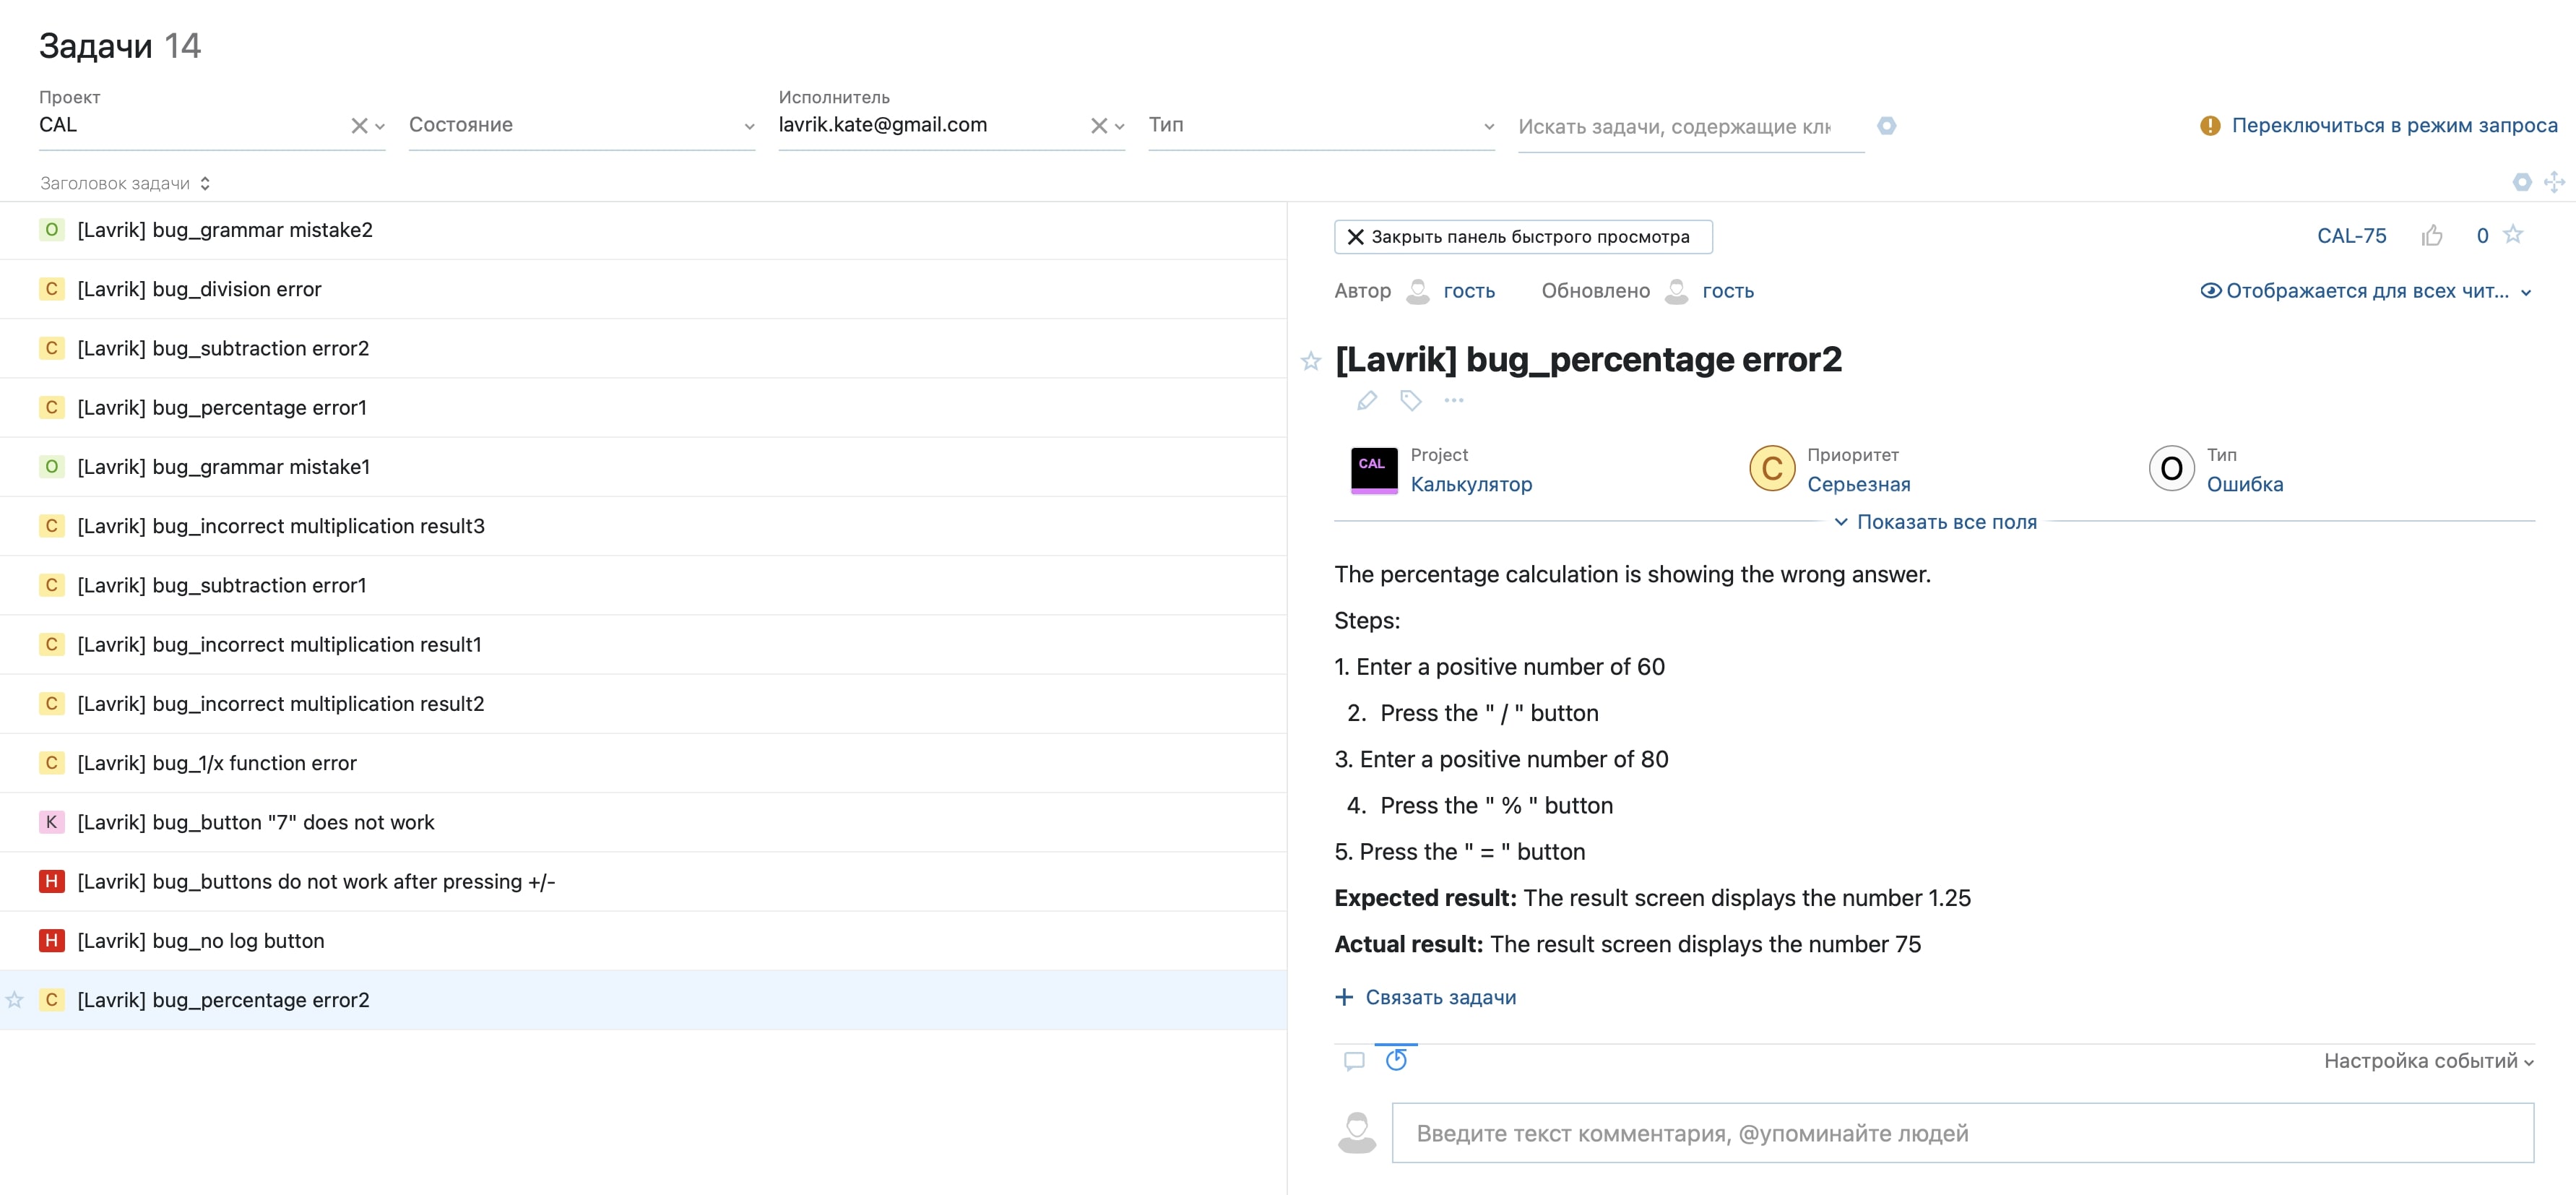 Задачи 14
Проект
CAL
Состояние
Исполнитель
lavrik.kate@gmail.com
Тип
Искать задачи, содержащие клю
Переключиться в режим запроса
Заголовок задачи
О [Lavrik] bug_grammar mistake2
С [Lavrik] bug_division error
С [Lavrik] bug_subtraction error2
С [Lavrik] bug_percentage error1
О [Lavrik] bug_grammar mistake1
С [Lavrik] bug_incorrect multiplication result3
С [Lavrik] bug_subtraction error1
С [Lavrik] bug_incorrect multiplication result1
С [Lavrik] bug_incorrect multiplication result2
С [Lavrik] bug_1/x function error
К [Lavrik] bug_button "7" does not work
Н [Lavrik] bug_buttons do not work after pressing +/-
Н [Lavrik] bug_no log button
С [Lavrik] bug_percentage error2
Закрыть панель быстрого просмотра
CAL-75 0
Автор гость Обновлено гость
Отображается для всех чит...
[Lavrik] bug_percentage error2
CAL
Project
Калькулятор
С
Приоритет
Серьезная
О
Тип
Ошибка
Показать все поля
The percentage calculation is showing the wrong answer.
Steps:
1. Enter a positive number of 60
2. Press the " / " button
3. Enter a positive number of 80
4. Press the " % " button
5. Press the " = " button
Expected result: The result screen displays the number 1.25
Actual result: The result screen displays the number 75
+ Связать задачи
Настройка событий
Введите текст комментария, @упоминайте людей